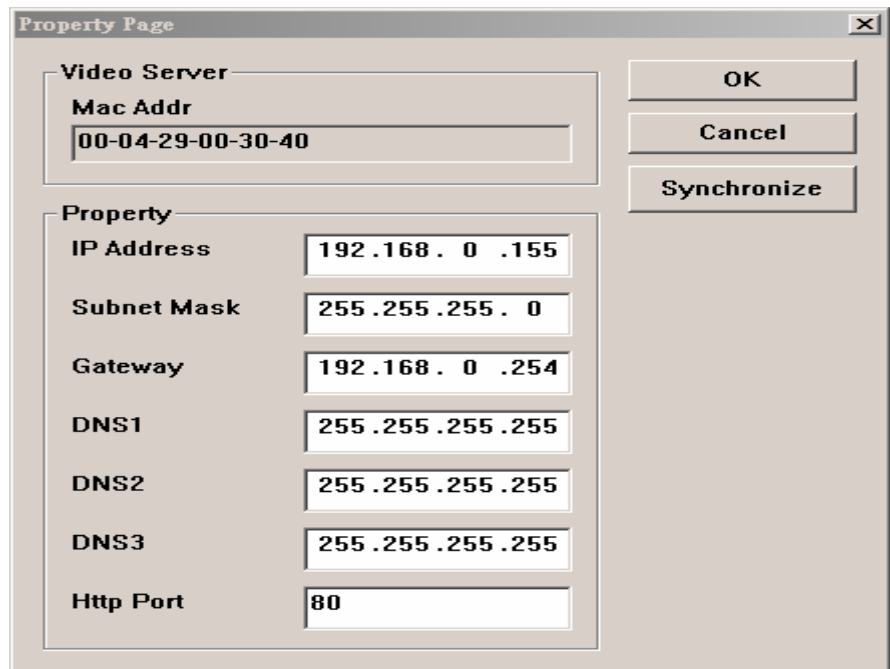 Property Page
Video Server
Mac Addr
00-04-29-00-30-40
OK
Cancel
Synchronize
Property
IP Address 192.168. 0 .155
Subnet Mask 255.255.255. 0
Gateway 192.168. 0 .254
DNS1 255.255.255.255
DNS2 255.255.255.255
DNS3 255.255.255.255
Http Port 80